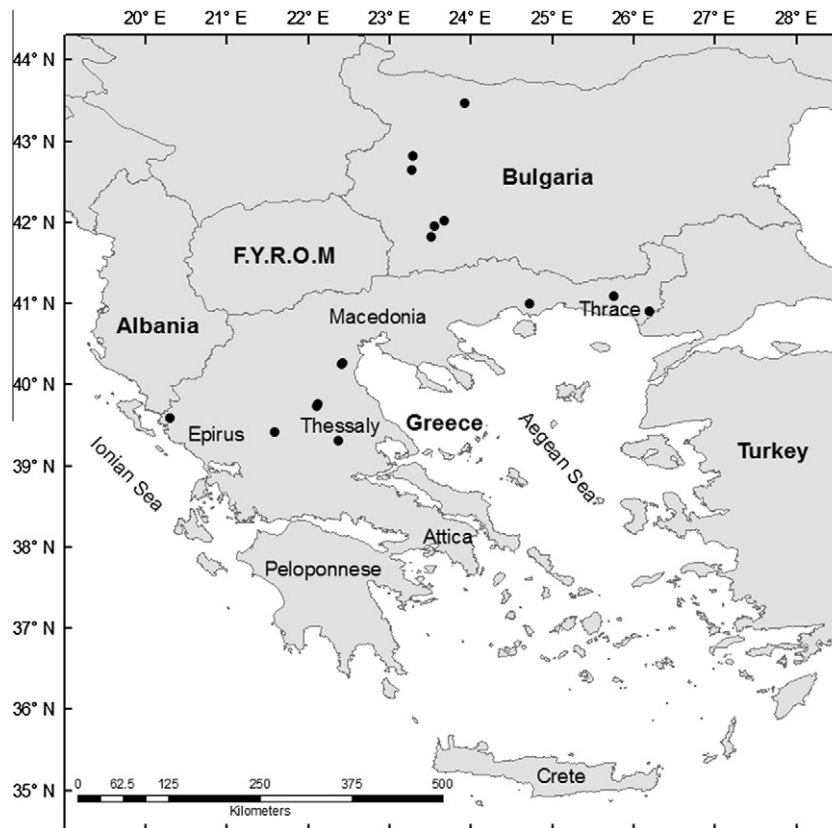 20° E 21° E 22° E 23° E 24° E 25° E 26° E 27° E 28° E
44° N
43° N
Bulgaria
42° N
F.Y.R.O.M
41° N
Thrace
Macedonia
Albania
40° N
Epirus
Thessaly
Greece
Aegean Sea
Turkey
Ionian Sea
39° N
38° N
Attica
Peloponnese
37° N
36° N
35° N
Crete
0 62.5 125 250 375 500
Kilometers